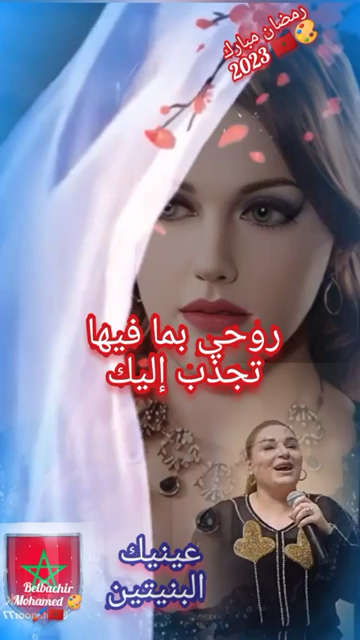 رمضان مبارك
2023
روحي بما فيها
تجذب إليك
عينيك
البنيتين
Belbachir
Mohamed